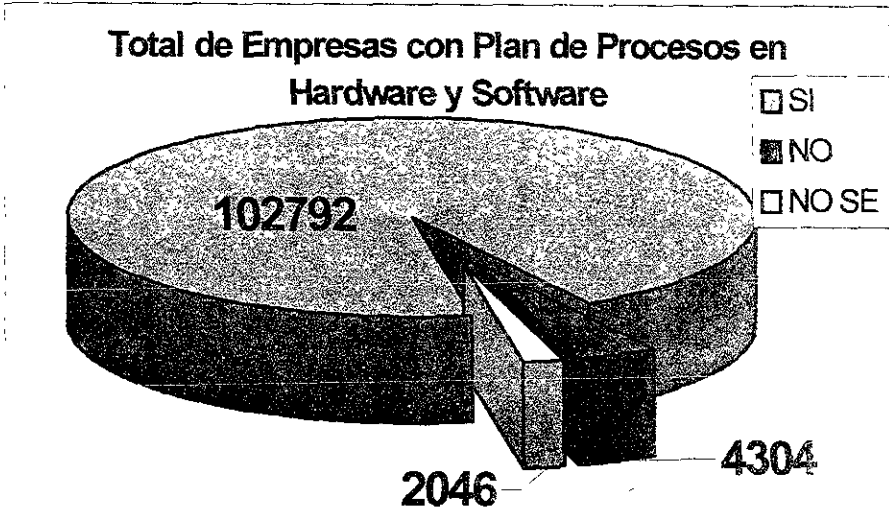 Total de Empresas con Plan de Procesos en
Hardware y Software
SI
NO
NO SE
102792
4304
2046